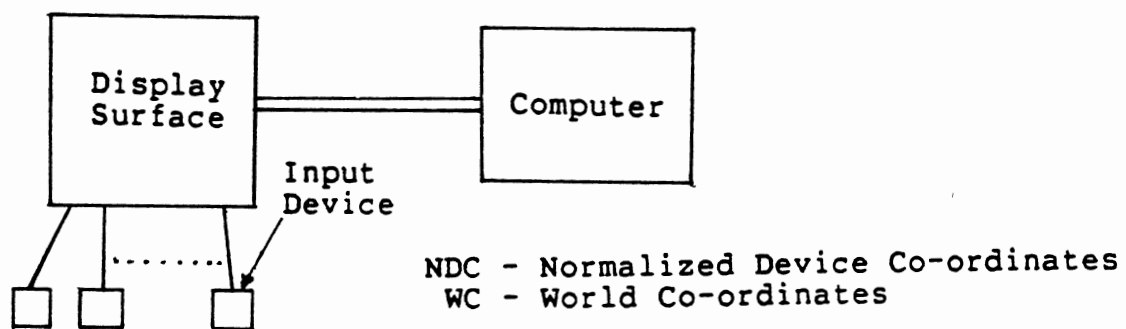 Display
Surface
Computer
Input
Device
NDC - Normalized Device Co-ordinates
WC - World Co-ordinates